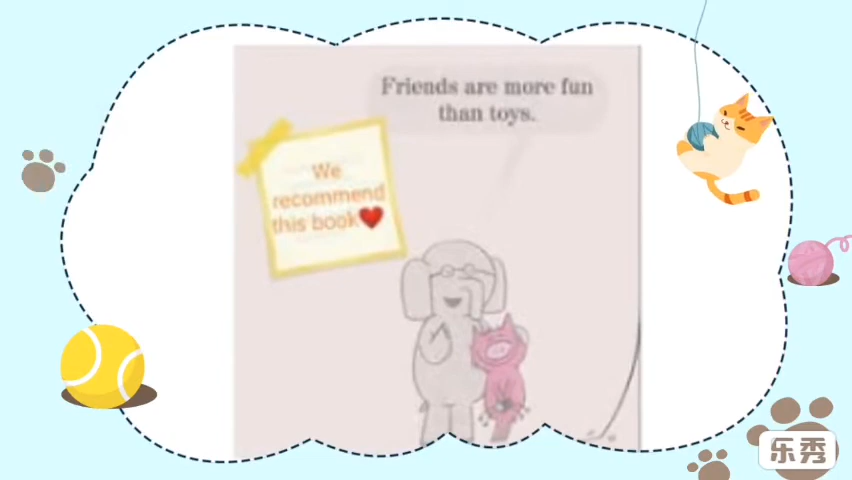 Friends are more fun
than toys.
We
recommend
this book❤️
乐秀